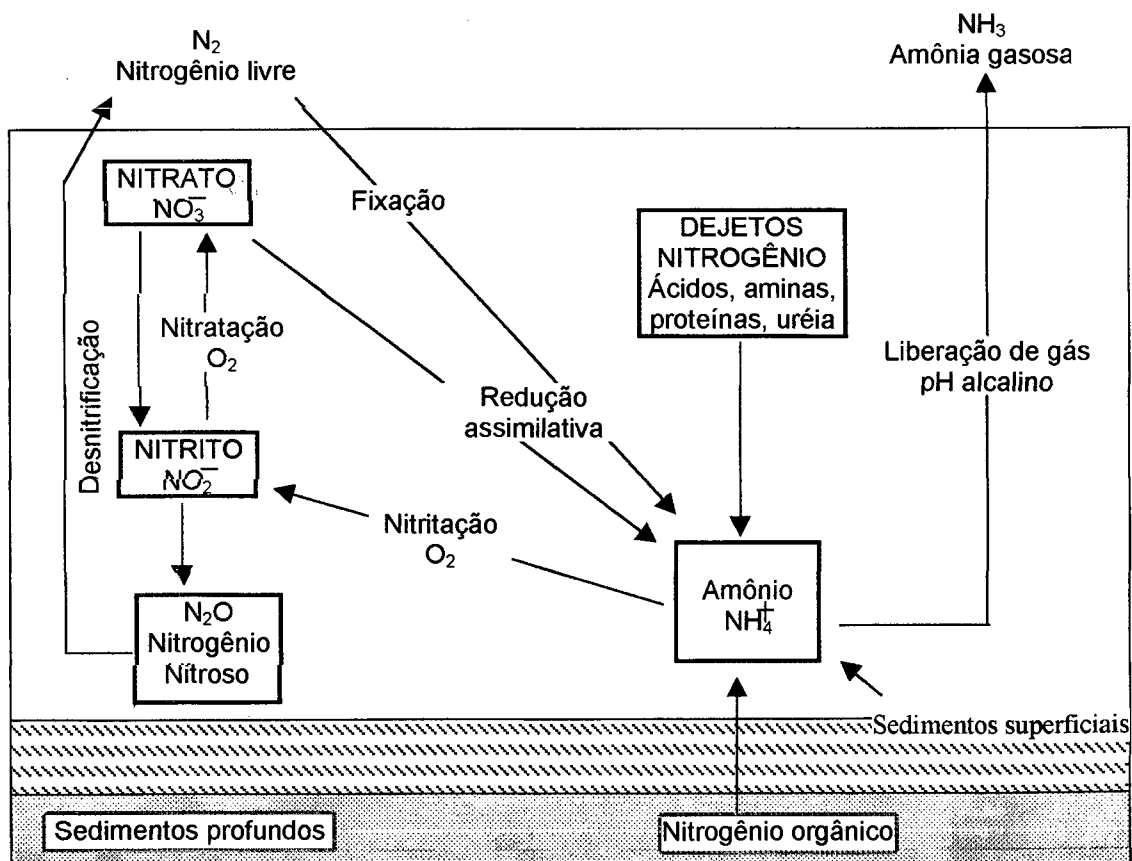 N₂
Nitrogênio livre
NH₃
Amônia gasosa
NITRATO
NO₃⁻
Fixação
DEJETOS
NITROGÊNIO
Ácidos, aminas,
proteínas, uréia
Nitratação
O₂
Desnitrificação
Liberação de gás
pH alcalino
Redução
assimilativa
NITRITO
NO₂⁻
Nitritação
O₂
Amônio
NH₄⁺
N₂O
Nitrogênio
Nítroso
Sedimentos superficiais
Sedimentos profundos
Nitrogênio orgânico